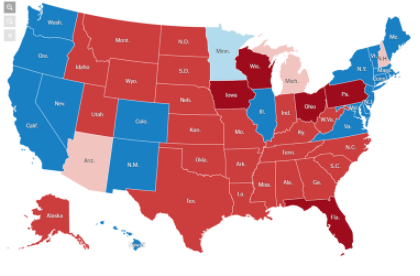 Wash.
Mont.
N.D.
Minn.
Me.
Ore.
Idaho
S.D.
Wis.
Mich.
Vt.
N.H.
N.Y.
Mass.
Wyo.
Nev.
Utah
Neb.
Iowa
Pa.
Calif.
Colo.
Ill.
Ind.
Ohio
W.Va.
Va.
Kan.
Mo.
Ky.
N.C.
Ariz.
N.M.
Okla.
Ark.
Tenn.
S.C.
Tex.
La.
Miss.
Ala.
Ga.
Alaska
Fla.